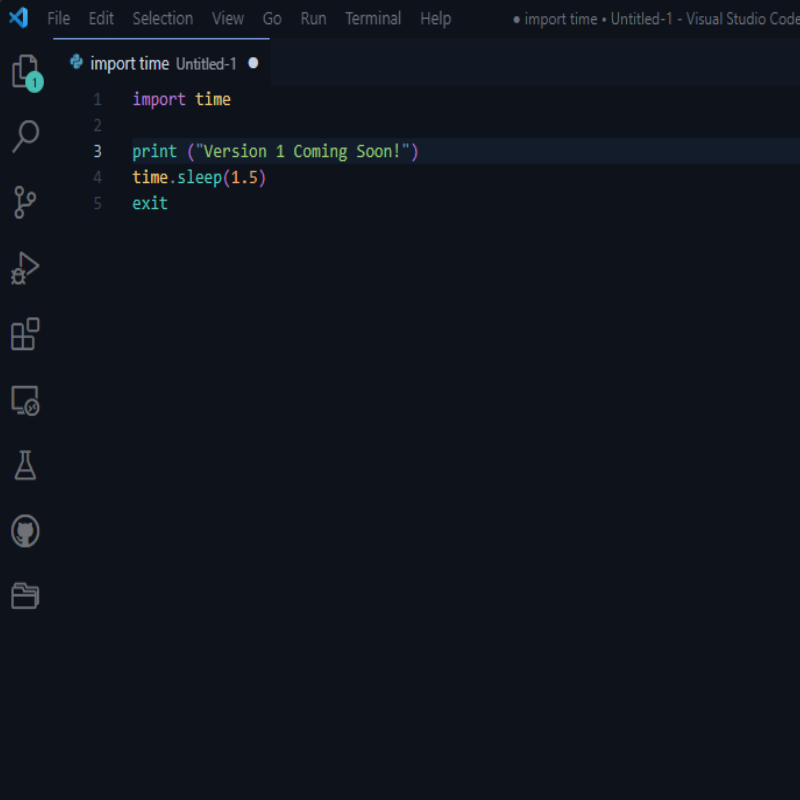 File Edit Selection View Go Run Terminal Help ● import time • Untitled-1 - Visual Studio Code
import time Untitled-1 ●
1
1 import time
2
3 print ("Version 1 Coming Soon!")
4 time.sleep(1.5)
5 exit